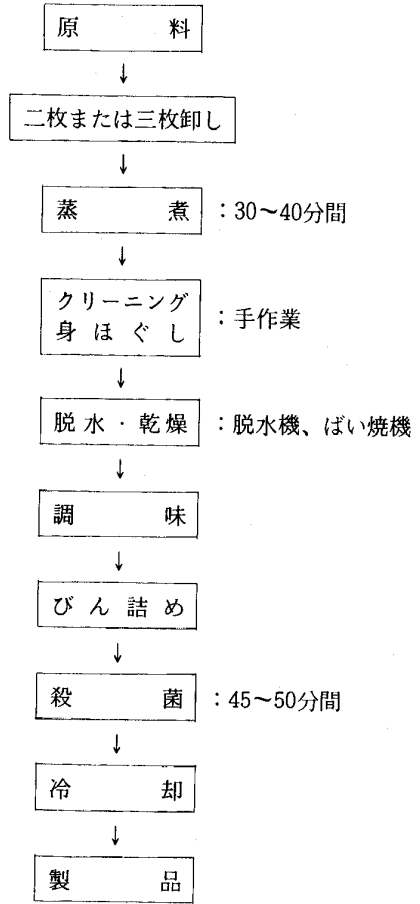 原料
↓
二枚または三枚卸し
↓
蒸煮 :30～40分間
↓
クリーニング
身ほぐし :手作業
↓
脱水・乾燥 :脱水機、ばい焼機
↓
調味
↓
びん詰め
↓
殺菌 :45～50分間
↓
冷却
↓
製品